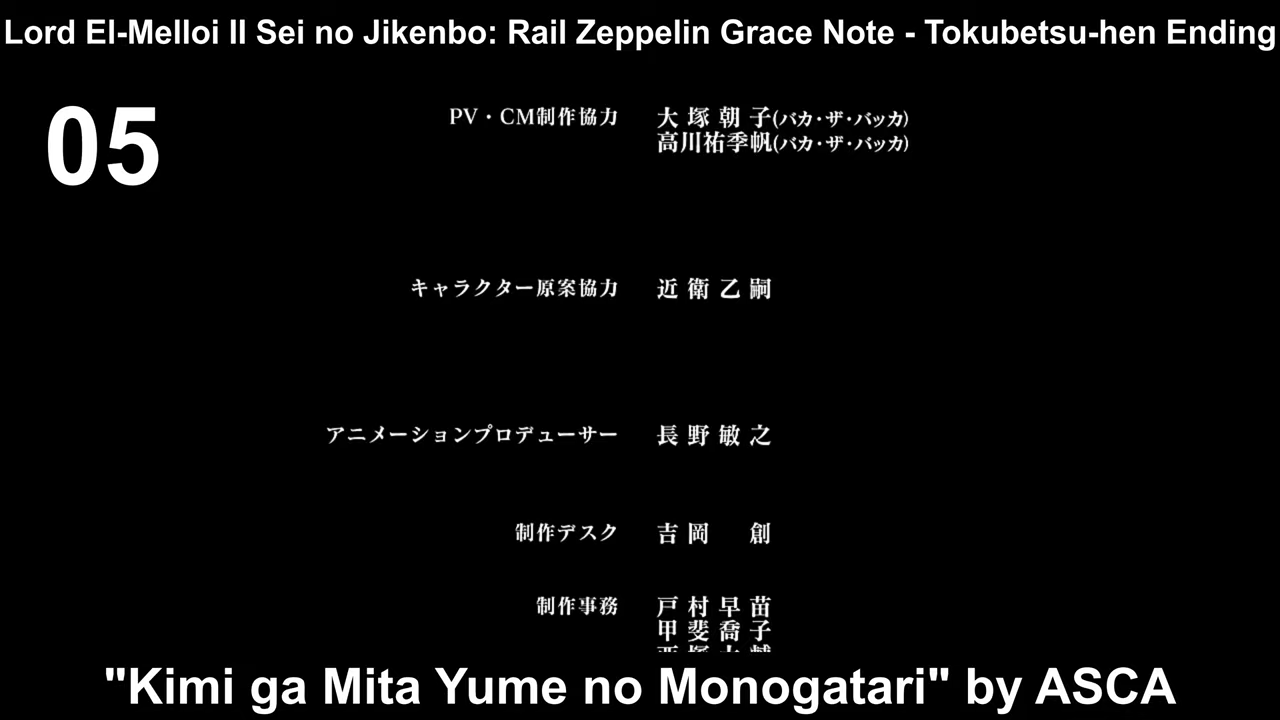 Lord El-Melloi II Sei no Jikenbo: Rail Zeppelin Grace Note - Tokubetsu-hen Ending
05
PV・CM制作協力 大塚朝子(バカ・ザ・バッカ)
高川祐季帆(バカ・ザ・バッカ)
キャラクター原案協力 近衛乙嗣
アニメーションプロデューサー 長野敏之
制作デスク 吉岡 創
制作事務 戸村早苗
甲斐喬子
"Kimi ga Mita Yume no Monogatari" by ASCA